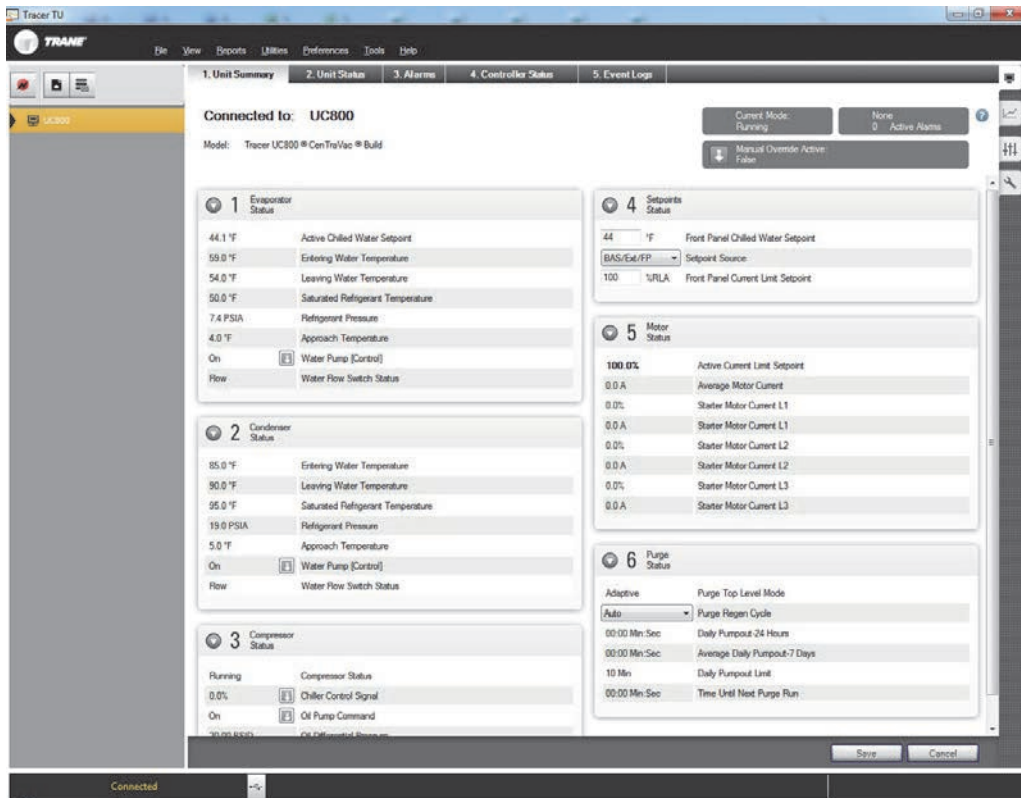 Tracer TU
TRANE
File View Reports Utilities Preferences Tools Help
1. Unit Summary 2. Unit Status 3. Alarms 4. Controller Status 5. Event Logs
UC800
Connected to: UC800
Model: Tracer UC800 ® CenTraVac ® Build
Current Mode:
Running
None
0 Active Alarms
Manual Override Active:
False
1 Evaporator Status
44.1 °F Active Chilled Water Setpoint
59.0 °F Entering Water Temperature
54.0 °F Leaving Water Temperature
50.0 °F Saturated Refrigerant Temperature
7.4 PSIA Refrigerant Pressure
4.0 °F Approach Temperature
On Water Pump [Control]
Flow Water Flow Switch Status
2 Condenser Status
85.0 °F Entering Water Temperature
90.0 °F Leaving Water Temperature
95.0 °F Saturated Refrigerant Temperature
19.0 PSIA Refrigerant Pressure
5.0 °F Approach Temperature
On Water Pump [Control]
Flow Water Flow Switch Status
3 Compressor Status
Running Compressor Status
0.0% Chiller Control Signal
On Oil Pump Command
20.00 PSID Oil Differential Pressure
4 Setpoints Status
44 °F Front Panel Chilled Water Setpoint
BAS/Ext/FP Setpoint Source
100 %RLA Front Panel Current Limit Setpoint
5 Motor Status
100.0% Active Current Limit Setpoint
0.0 A Average Motor Current
0.0% Starter Motor Current L1
0.0 A Starter Motor Current L1
0.0% Starter Motor Current L2
0.0 A Starter Motor Current L2
0.0% Starter Motor Current L3
0.0 A Starter Motor Current L3
6 Purge Status
Adaptive Purge Top Level Mode
Auto Purge Regen Cycle
00:00 Min:Sec Daily Pumpout-24 Hours
00:00 Min:Sec Average Daily Pumpout-7 Days
10 Min Daily Pumpout Limit
00:00 Min:Sec Time Until Next Purge Run
Save Cancel
Connected